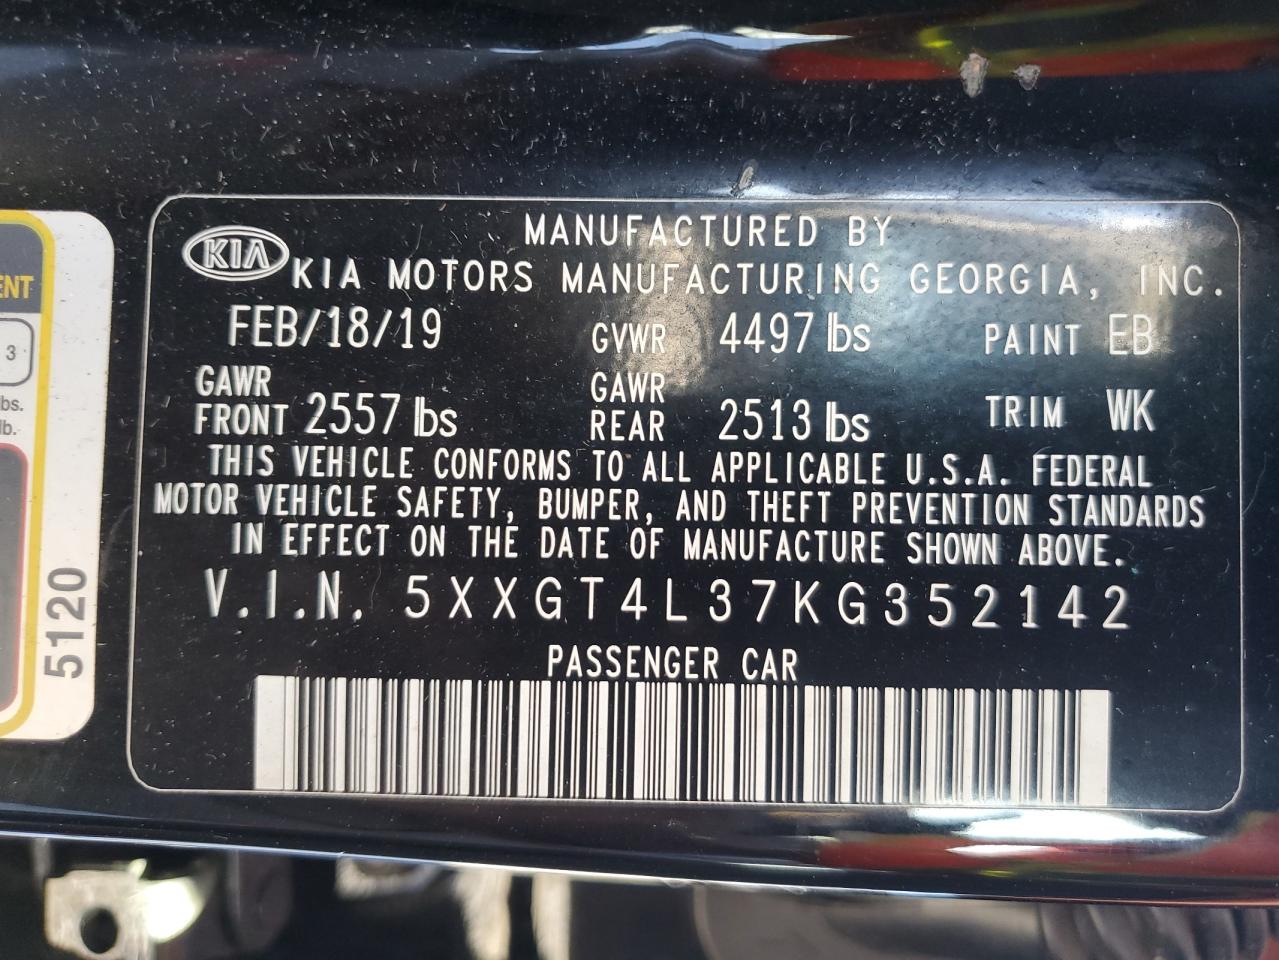 MANUFACTURED BY
KIA
KIA MOTORS MANUFACTURING GEORGIA, INC.
FEB/18/19 GVWR 4497 lbs PAINT EB
GAWR FRONT 2557 lbs GAWR REAR 2513 lbs TRIM WK
THIS VEHICLE CONFORMS TO ALL APPLICABLE U.S.A. FEDERAL
MOTOR VEHICLE SAFETY, BUMPER, AND THEFT PREVENTION STANDARDS
IN EFFECT ON THE DATE OF MANUFACTURE SHOWN ABOVE.
V.I.N. 5XXGT4L37KG352142
PASSENGER CAR
ENT
3
lbs.
lb.
5120